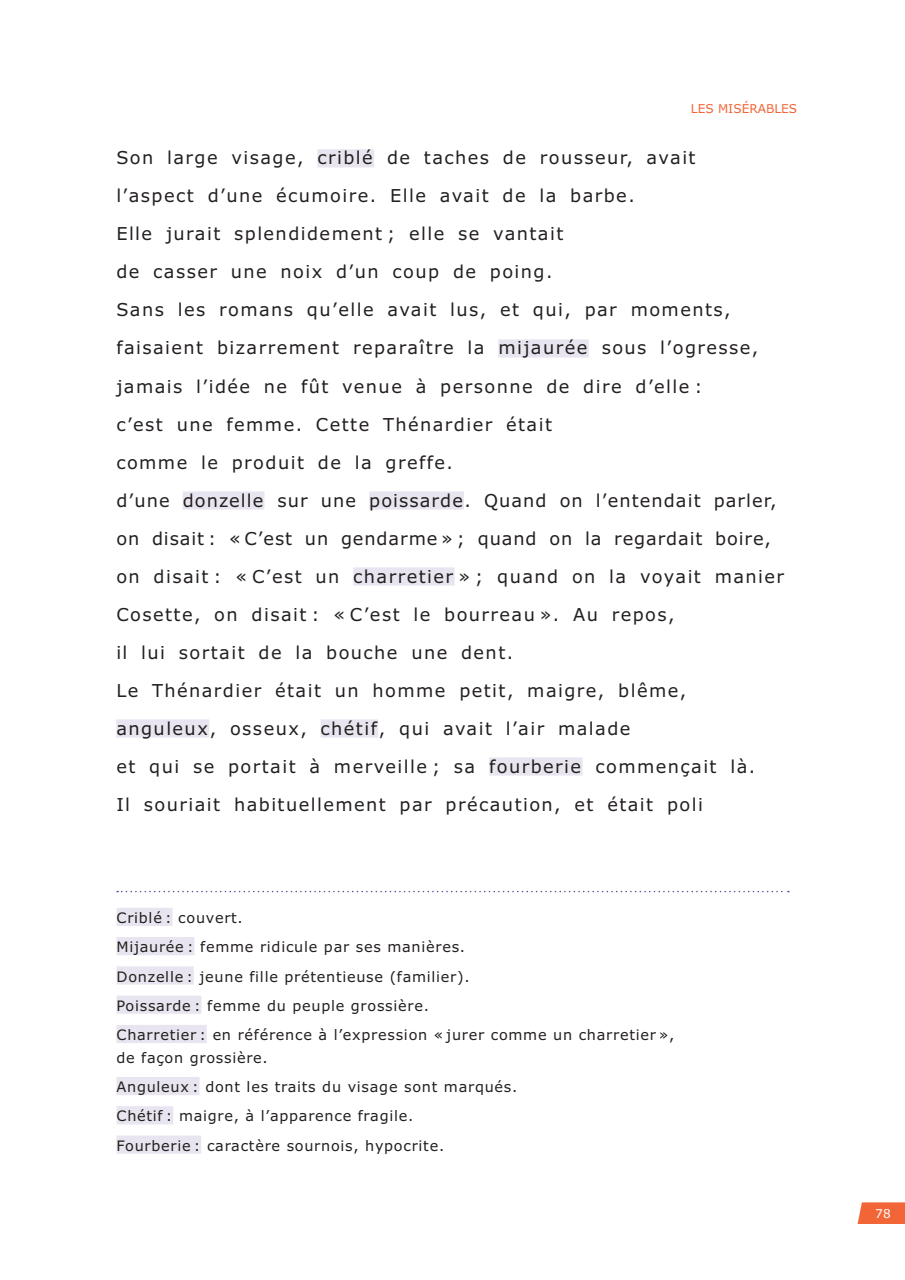 LES MISÉRABLES
Son large visage, criblé de taches de rousseur, avait
l’aspect d’une écumoire. Elle avait de la barbe.
Elle jurait splendidement ; elle se vantait
de casser une noix d’un coup de poing.
Sans les romans qu’elle avait lus, et qui, par moments,
faisaient bizarrement reparaître la mijaurée sous l’ogresse,
jamais l’idée ne fût venue à personne de dire d’elle :
c’est une femme. Cette Thénardier était
comme le produit de la greffe.
d’une donzelle sur une poissarde. Quand on l’entendait parler,
on disait : « C’est un gendarme » ; quand on la regardait boire,
on disait : « C’est un charretier » ; quand on la voyait manier
Cosette, on disait : « C’est le bourreau ». Au repos,
il lui sortait de la bouche une dent.
Le Thénardier était un homme petit, maigre, blême,
anguleux, osseux, chétif, qui avait l’air malade
et qui se portait à merveille ; sa fourberie commençait là.
Il souriait habituellement par précaution, et était poli
Criblé : couvert.
Mijaurée : femme ridicule par ses manières.
Donzelle : jeune fille prétentieuse (familier).
Poissarde : femme du peuple grossière.
Charretier : en référence à l’expression « jurer comme un charretier »,
de façon grossière.
Anguleux : dont les traits du visage sont marqués.
Chétif : maigre, à l’apparence fragile.
Fourberie : caractère sournois, hypocrite.
78